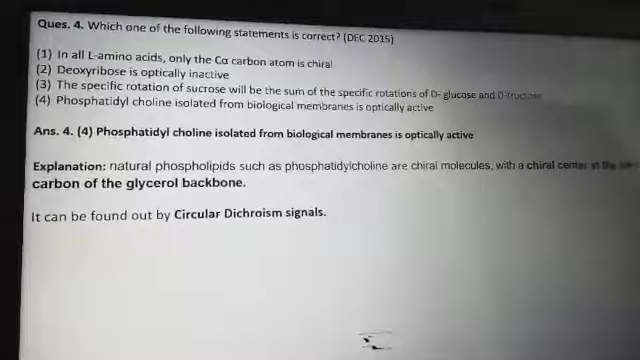 Ques. 4. Which one of the following statements is correct? (DEC 2015)
(1) In all L-amino acids, only the Cα carbon atom is chiral
(2) Deoxyribose is optically inactive
(3) The specific rotation of sucrose will be the sum of the specific rotations of D- glucose and D-fructose
(4) Phosphatidyl choline isolated from biological membranes is optically active
Ans. 4. (4) Phosphatidyl choline isolated from biological membranes is optically active
Explanation: natural phospholipids such as phosphatidylcholine are chiral molecules, with a chiral center at the
carbon of the glycerol backbone.
It can be found out by Circular Dichroism signals.